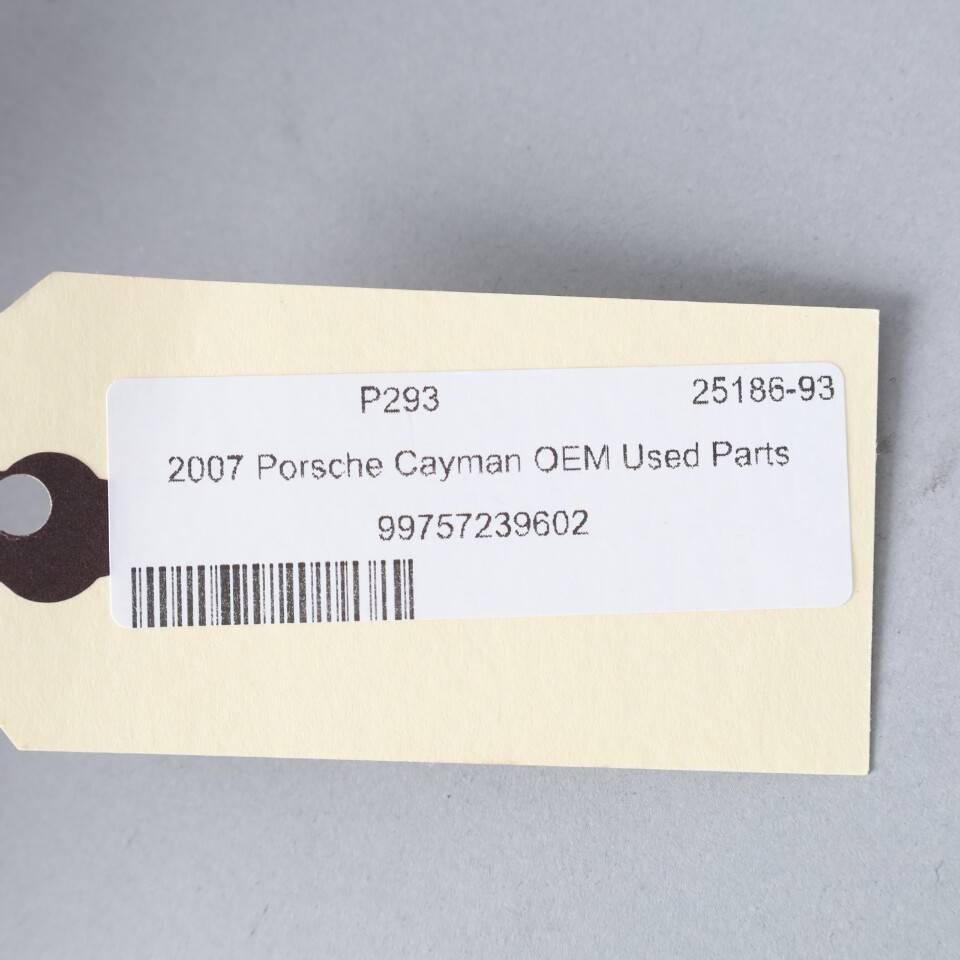 P293 25186-93
2007 Porsche Cayman OEM Used Parts
99757239602